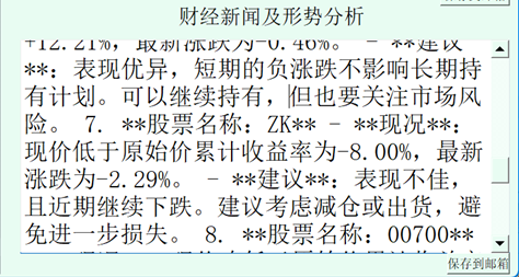 财经新闻及形势分析
+12.21%，最新涨跌为-0.46%。 - **建议
**：表现优异，短期的负涨跌不影响长期持
有计划。可以继续持有，但也要关注市场风
险。 7. **股票名称：ZK** - **现况**：
现价低于原始价累计收益率为-8.00%，最新
涨跌为-2.29%。 - **建议**：表现不佳，
且近期继续下跌。建议考虑减仓或出货，避
免进一步损失。 8. **股票名称：00700**
保存到邮箱